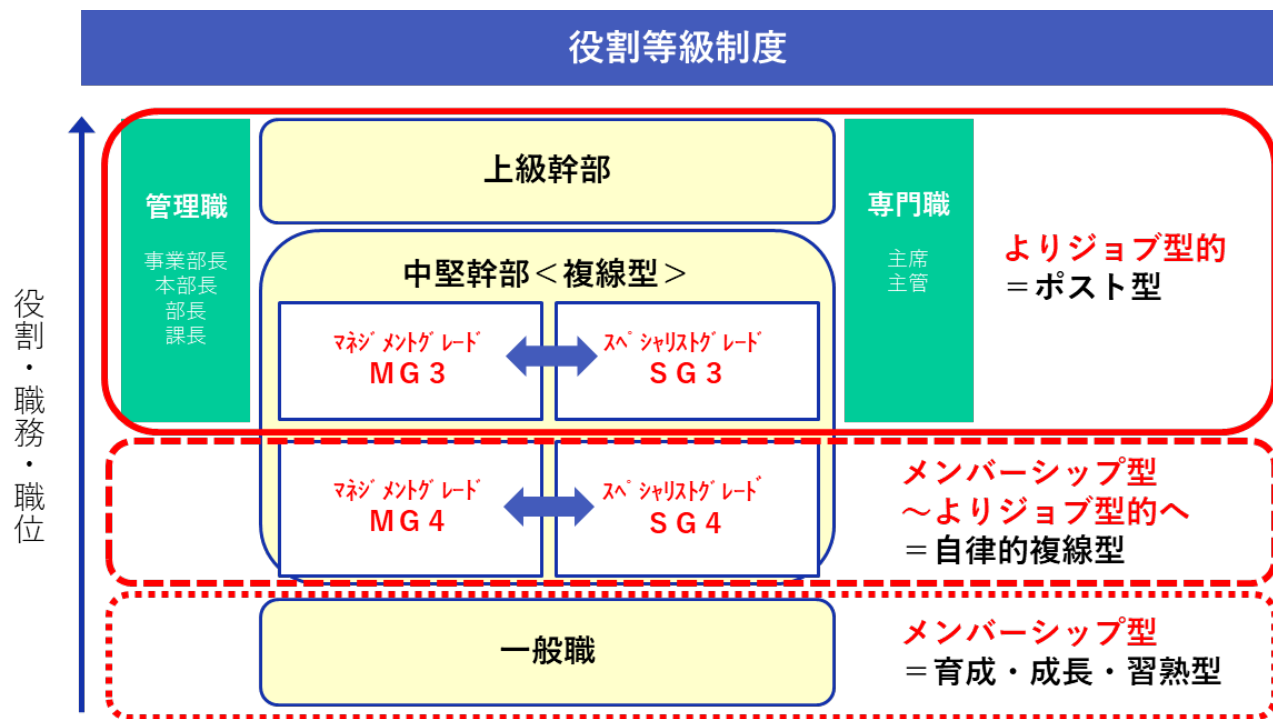 役割等級制度
役割・職務・職位
管理職
事業部長
本部長
部長
課長
上級幹部
中堅幹部＜複線型＞
ﾏﾈｼﾞﾒﾝﾄｸﾞﾚｰﾄﾞ
ＭＧ３
ｽﾍﾟｼｬﾘｽﾄｸﾞﾚｰﾄﾞ
ＳＧ３
専門職
主席
主管
よりジョブ型的
＝ポスト型
ﾏﾈｼﾞﾒﾝﾄｸﾞﾚｰﾄﾞ
ＭＧ４
ｽﾍﾟｼｬﾘｽﾄｸﾞﾚｰﾄﾞ
ＳＧ４
メンバーシップ型
～よりジョブ型的へ
＝自律的複線型
一般職
メンバーシップ型
＝育成・成長・習熟型